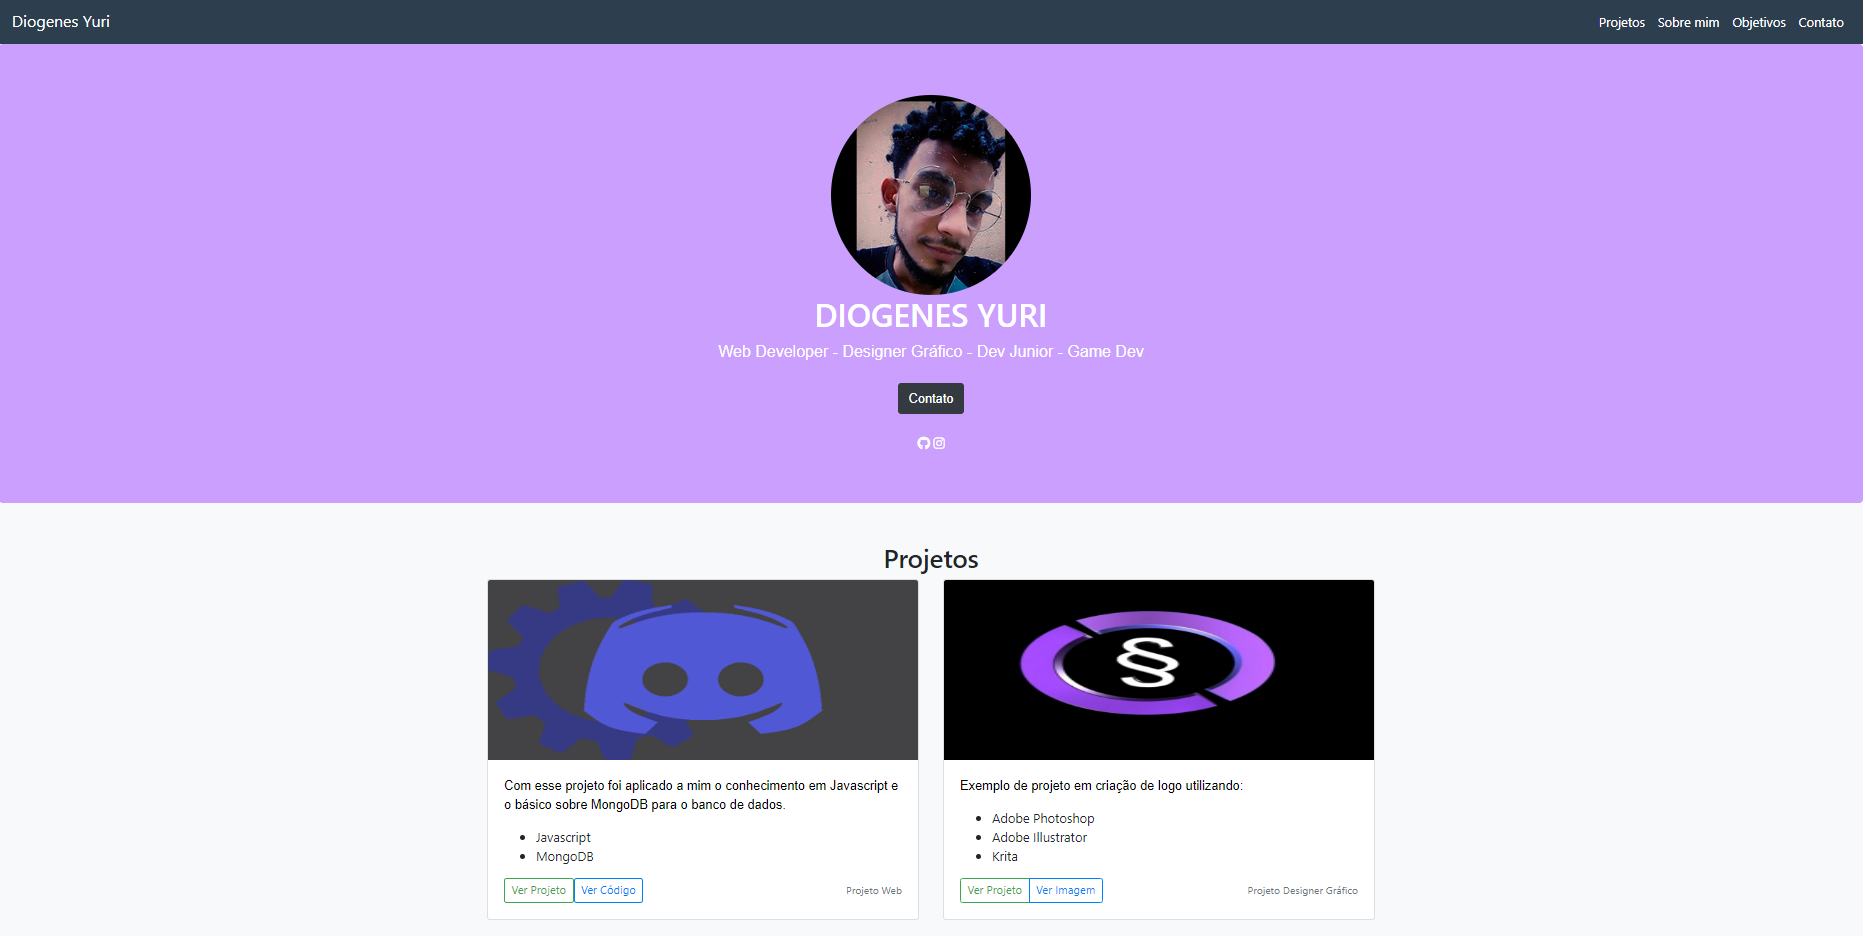 Diogenes Yuri
Projetos Sobre mim Objetivos Contato
DIOGENES YURI
Web Developer - Designer Gráfico - Dev Junior - Game Dev
Contato
Projetos
Com esse projeto foi aplicado a mim o conhecimento em Javascript e
o básico sobre MongoDB para o banco de dados.
Javascript
MongoDB
Ver Projeto Ver Código
Projeto Web
§
Exemplo de projeto em criação de logo utilizando:
Adobe Photoshop
Adobe Illustrator
Krita
Ver Projeto Ver Imagem
Projeto Designer Gráfico